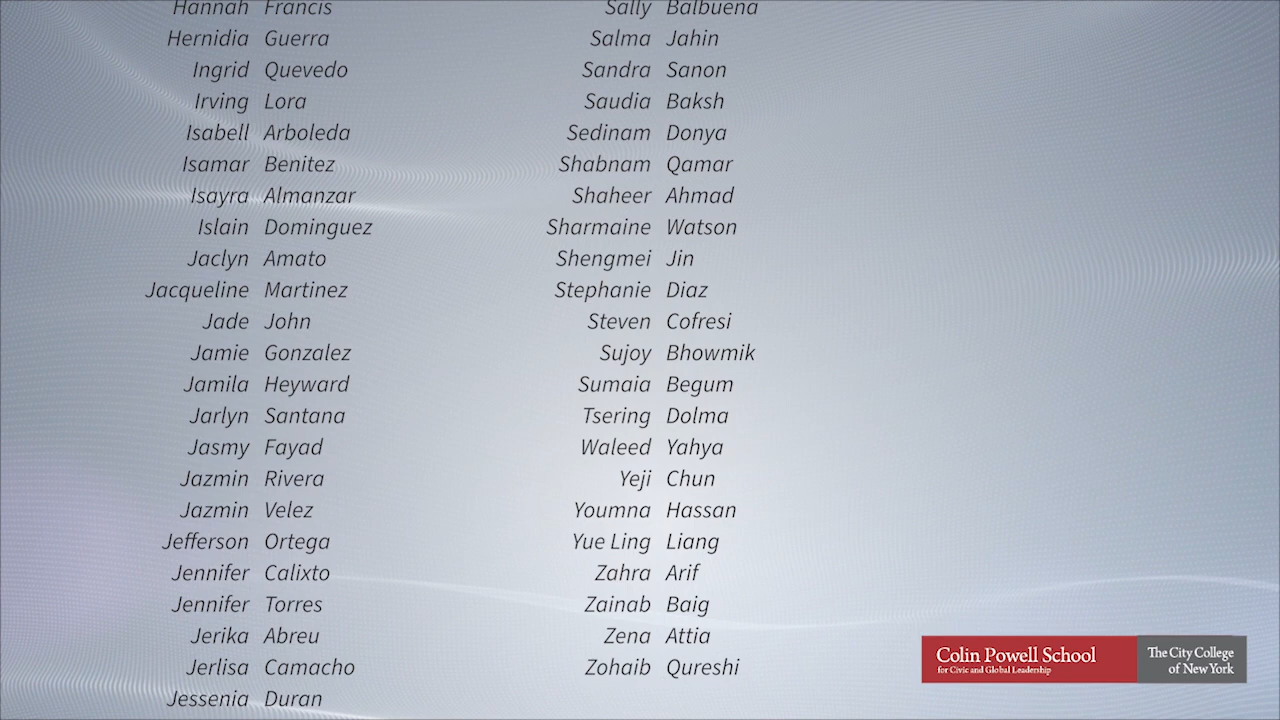 Hannah Francis
Hernidia Guerra
Ingrid Quevedo
Irving Lora
Isabell Arboleda
Isamar Benitez
Isayra Almanzar
Islain Dominguez
Jaclyn Amato
Jacqueline Martinez
Jade John
Jamie Gonzalez
Jamila Heyward
Jarlyn Santana
Jasmy Fayad
Jazmin Rivera
Jazmin Velez
Jefferson Ortega
Jennifer Calixto
Jennifer Torres
Jerika Abreu
Jerlisa Camacho
Jessenia Duran
Sally Balbuena
Salma Jahin
Sandra Sanon
Saudia Baksh
Sedinam Donya
Shabnam Qamar
Shaheer Ahmad
Sharmaine Watson
Shengmei Jin
Stephanie Diaz
Steven Cofresi
Sujoy Bhowmik
Sumaia Begum
Tsering Dolma
Waleed Yahya
Yeji Chun
Youmna Hassan
Yue Ling Liang
Zahra Arif
Zainab Baig
Zena Attia
Zohaib Qureshi
Colin Powell School
for Civic and Global Leadership
The City College
of New York